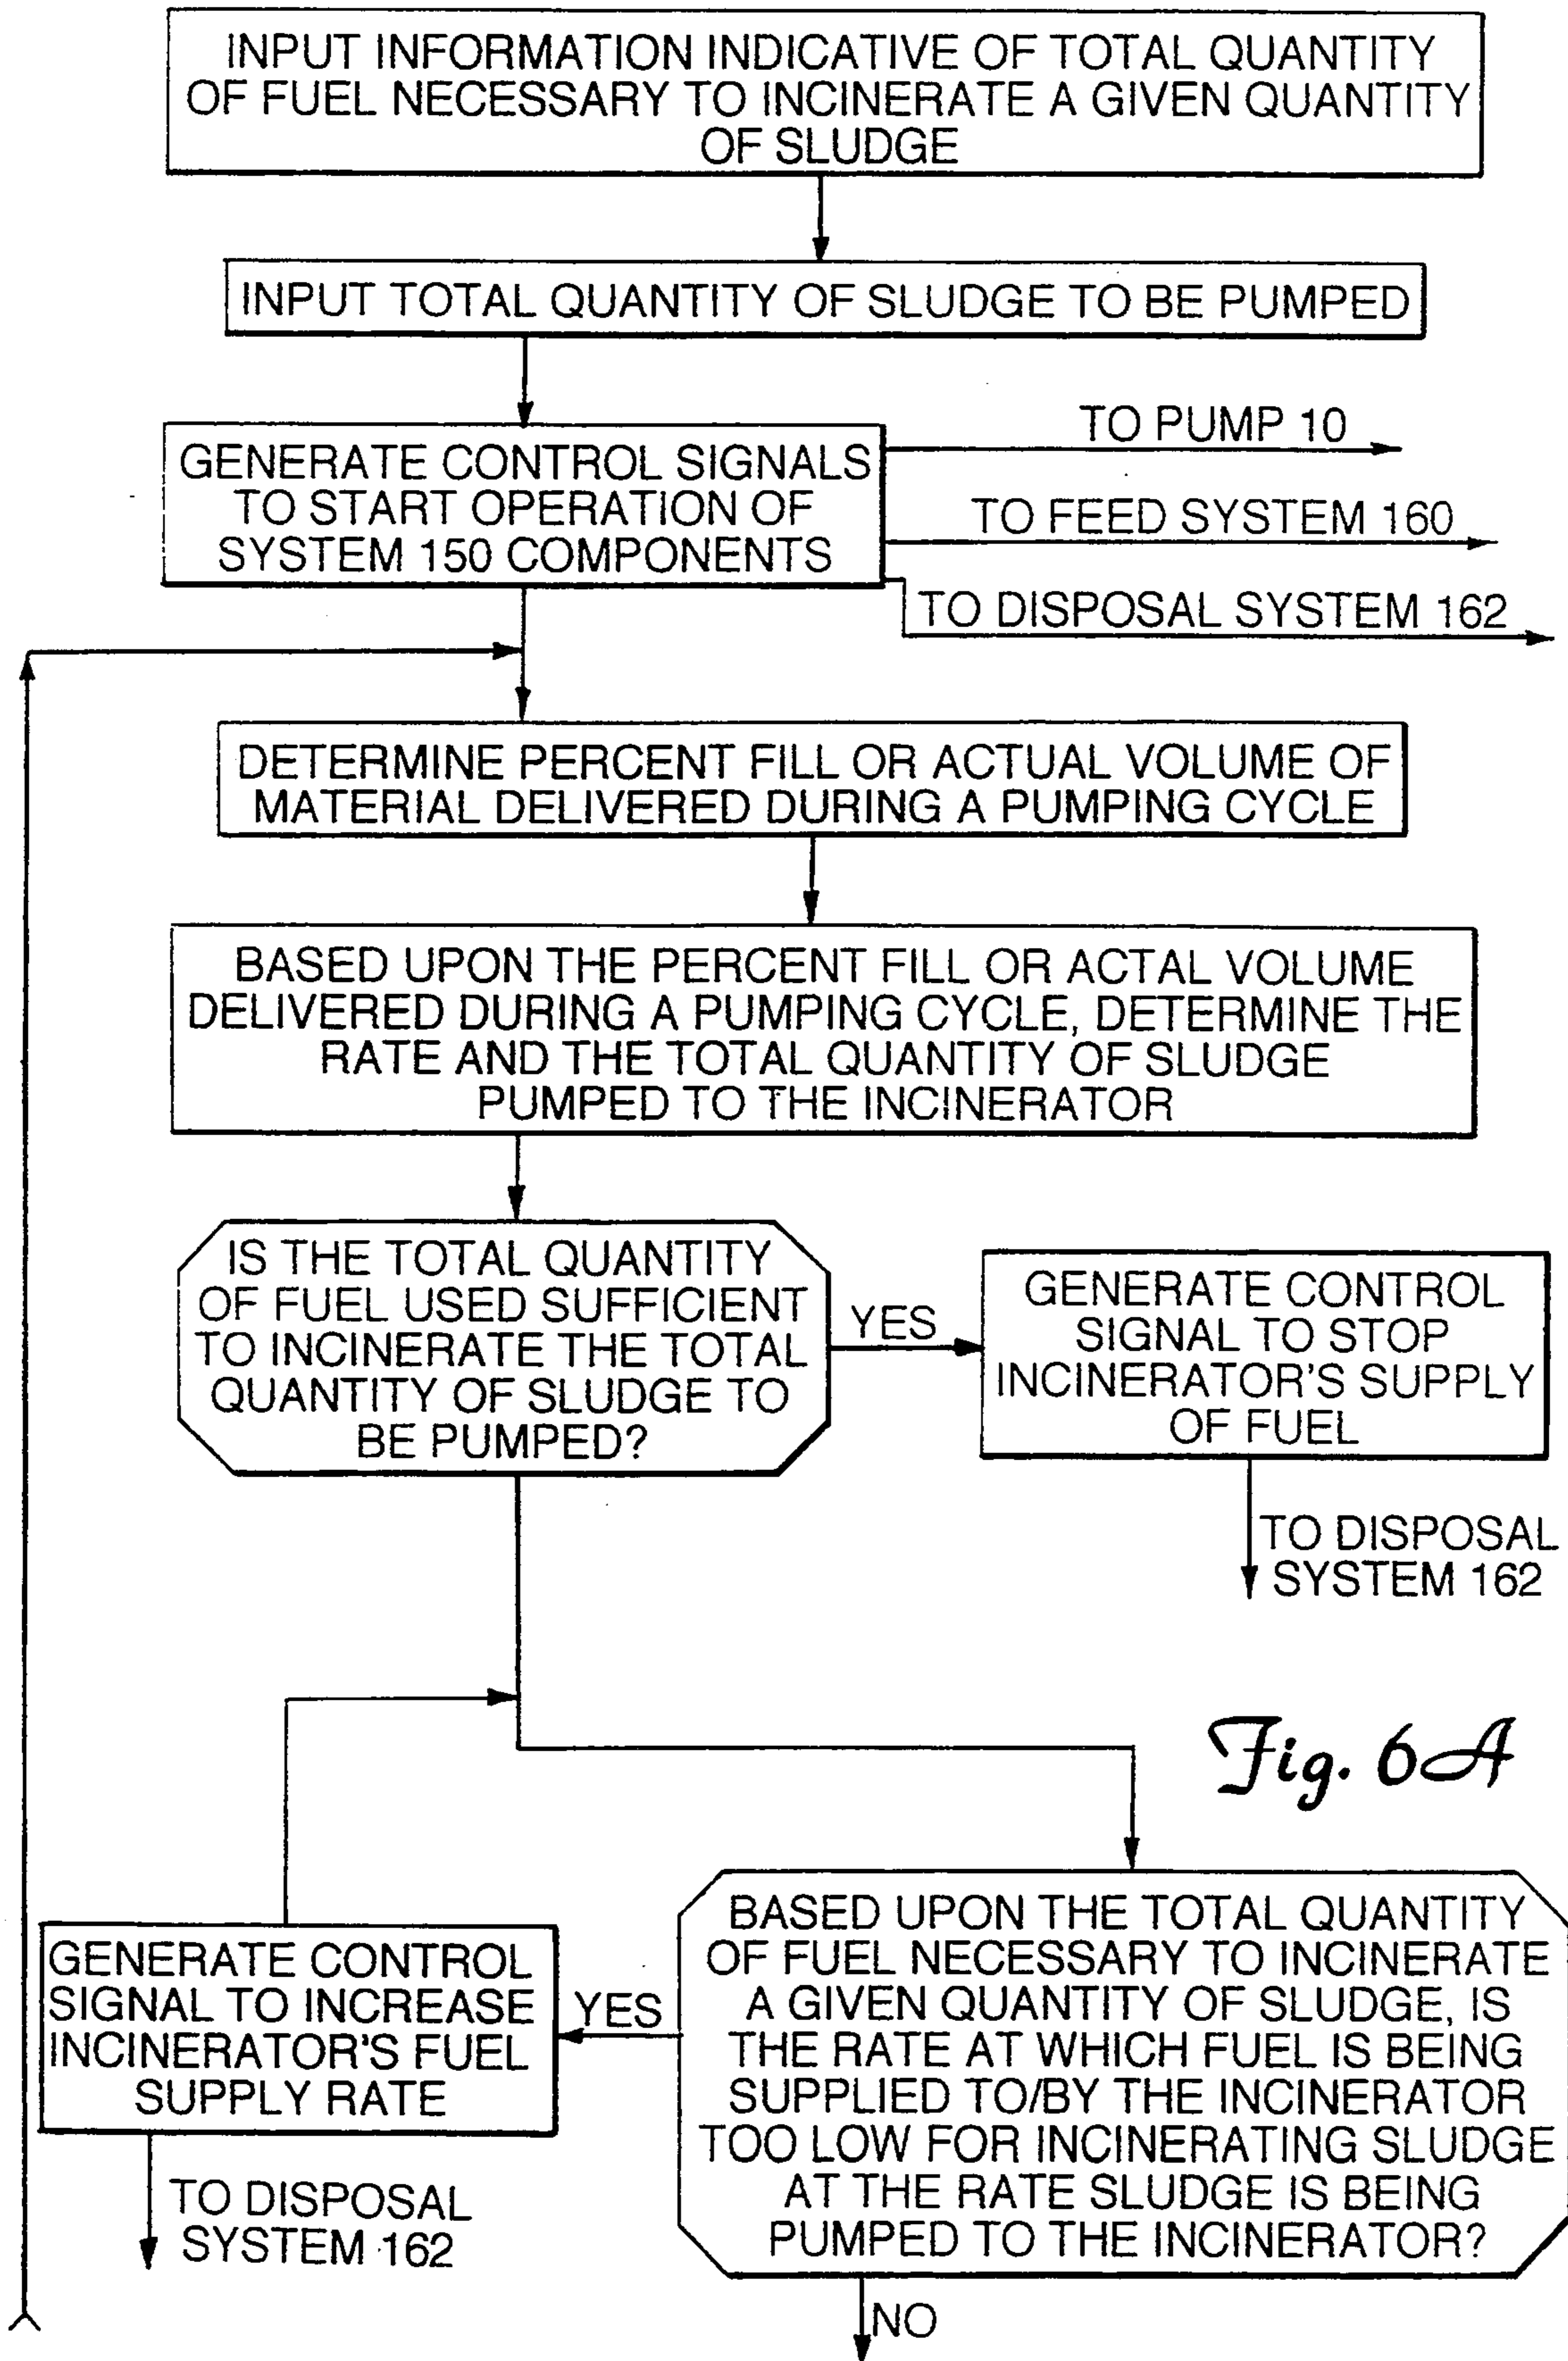 INPUT INFORMATION INDICATIVE OF TOTAL QUANTITY
OF FUEL NECESSARY TO INCINERATE A GIVEN QUANTITY
OF SLUDGE
INPUT TOTAL QUANTITY OF SLUDGE TO BE PUMPED
GENERATE CONTROL SIGNALS
TO START OPERATION OF
SYSTEM 150 COMPONENTS
TO PUMP 10
TO FEED SYSTEM 160
TO DISPOSAL SYSTEM 162
DETERMINE PERCENT FILL OR ACTUAL VOLUME OF
MATERIAL DELIVERED DURING A PUMPING CYCLE
BASED UPON THE PERCENT FILL OR ACTAL VOLUME
DELIVERED DURING A PUMPING CYCLE, DETERMINE THE
RATE AND THE TOTAL QUANTITY OF SLUDGE
PUMPED TO THE INCINERATOR
IS THE TOTAL QUANTITY
OF FUEL USED SUFFICIENT
TO INCINERATE THE TOTAL
QUANTITY OF SLUDGE TO
BE PUMPED?
YES
GENERATE CONTROL
SIGNAL TO STOP
INCINERATOR'S SUPPLY
OF FUEL
TO DISPOSAL
SYSTEM 162
Fig. 6A
BASED UPON THE TOTAL QUANTITY
OF FUEL NECESSARY TO INCINERATE
A GIVEN QUANTITY OF SLUDGE, IS
THE RATE AT WHICH FUEL IS BEING
SUPPLIED TO/BY THE INCINERATOR
TOO LOW FOR INCINERATING SLUDGE
AT THE RATE SLUDGE IS BEING
PUMPED TO THE INCINERATOR?
YES
GENERATE CONTROL
SIGNAL TO INCREASE
INCINERATOR'S FUEL
SUPPLY RATE
TO DISPOSAL
SYSTEM 162
NO